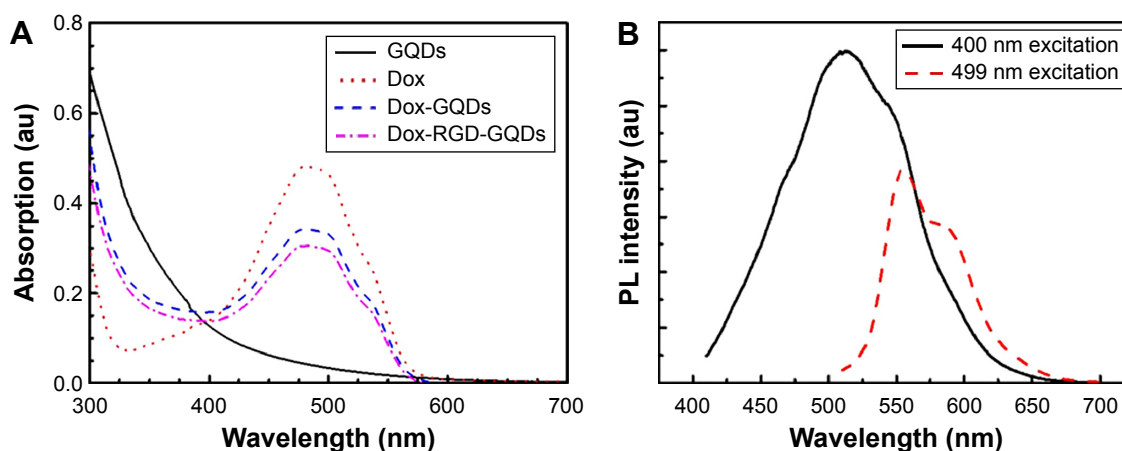 A
Absorption (au)
0.8
0.6
0.4
0.2
0.0
300
400
500
600
700
Wavelength (nm)
GQDs
Dox
Dox-GQDs
Dox-RGD-GQDs
B
PL intensity (au)
400
450
500
550
600
650
700
Wavelength (nm)
400 nm excitation
499 nm excitation